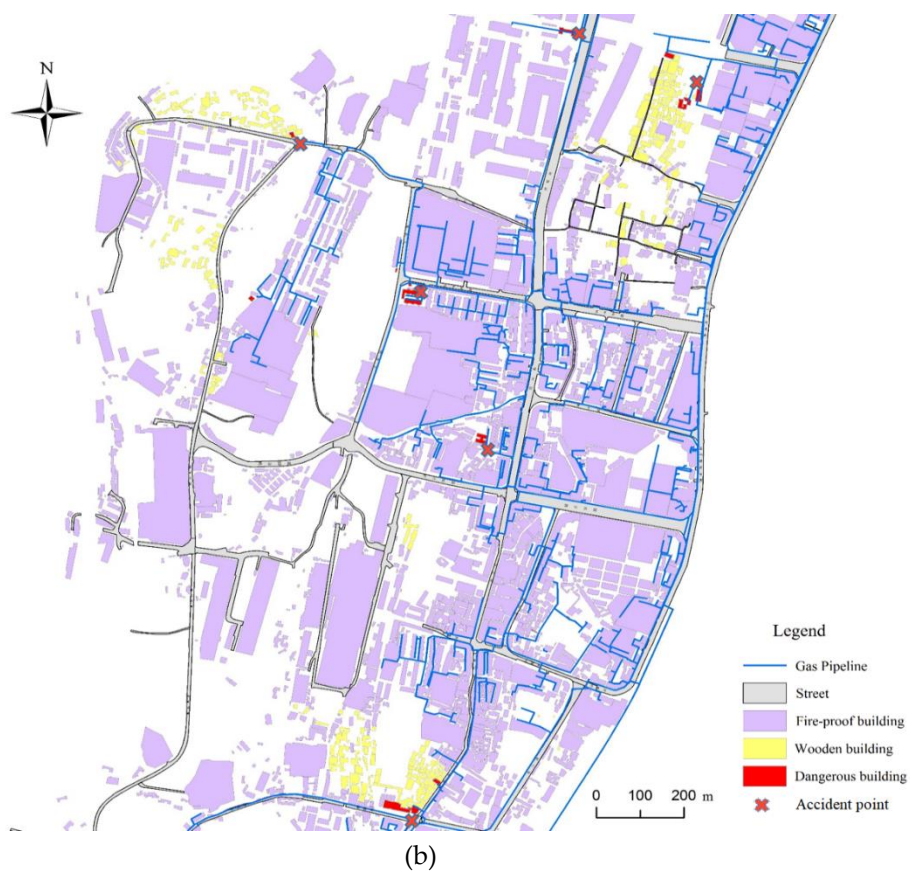 N
Legend
Gas Pipeline
Street
Fire-proof building
Wooden building
Dangerous building
Accident point
0 100 200 m
(b)